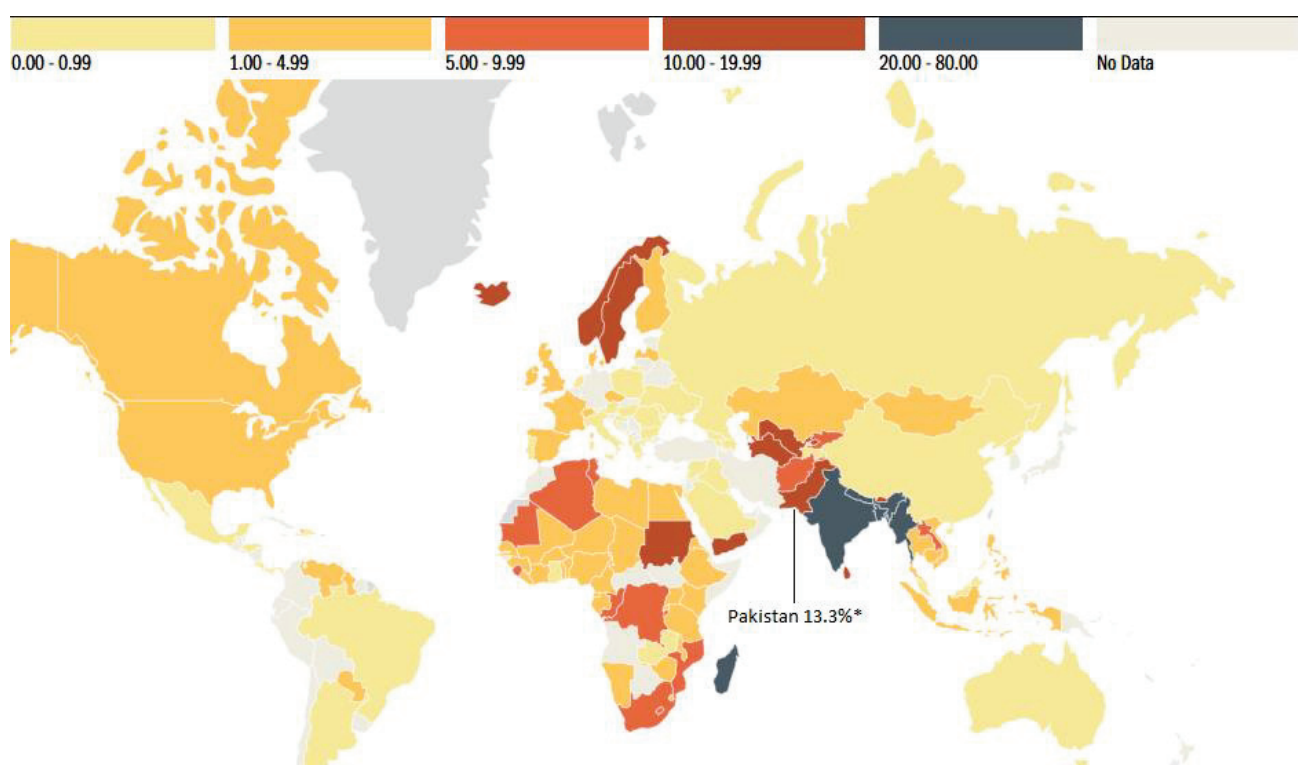 0.00 - 0.99
1.00 - 4.99
5.00 - 9.99
10.00 - 19.99
20.00 - 80.00
No Data
Pakistan 13.3%*